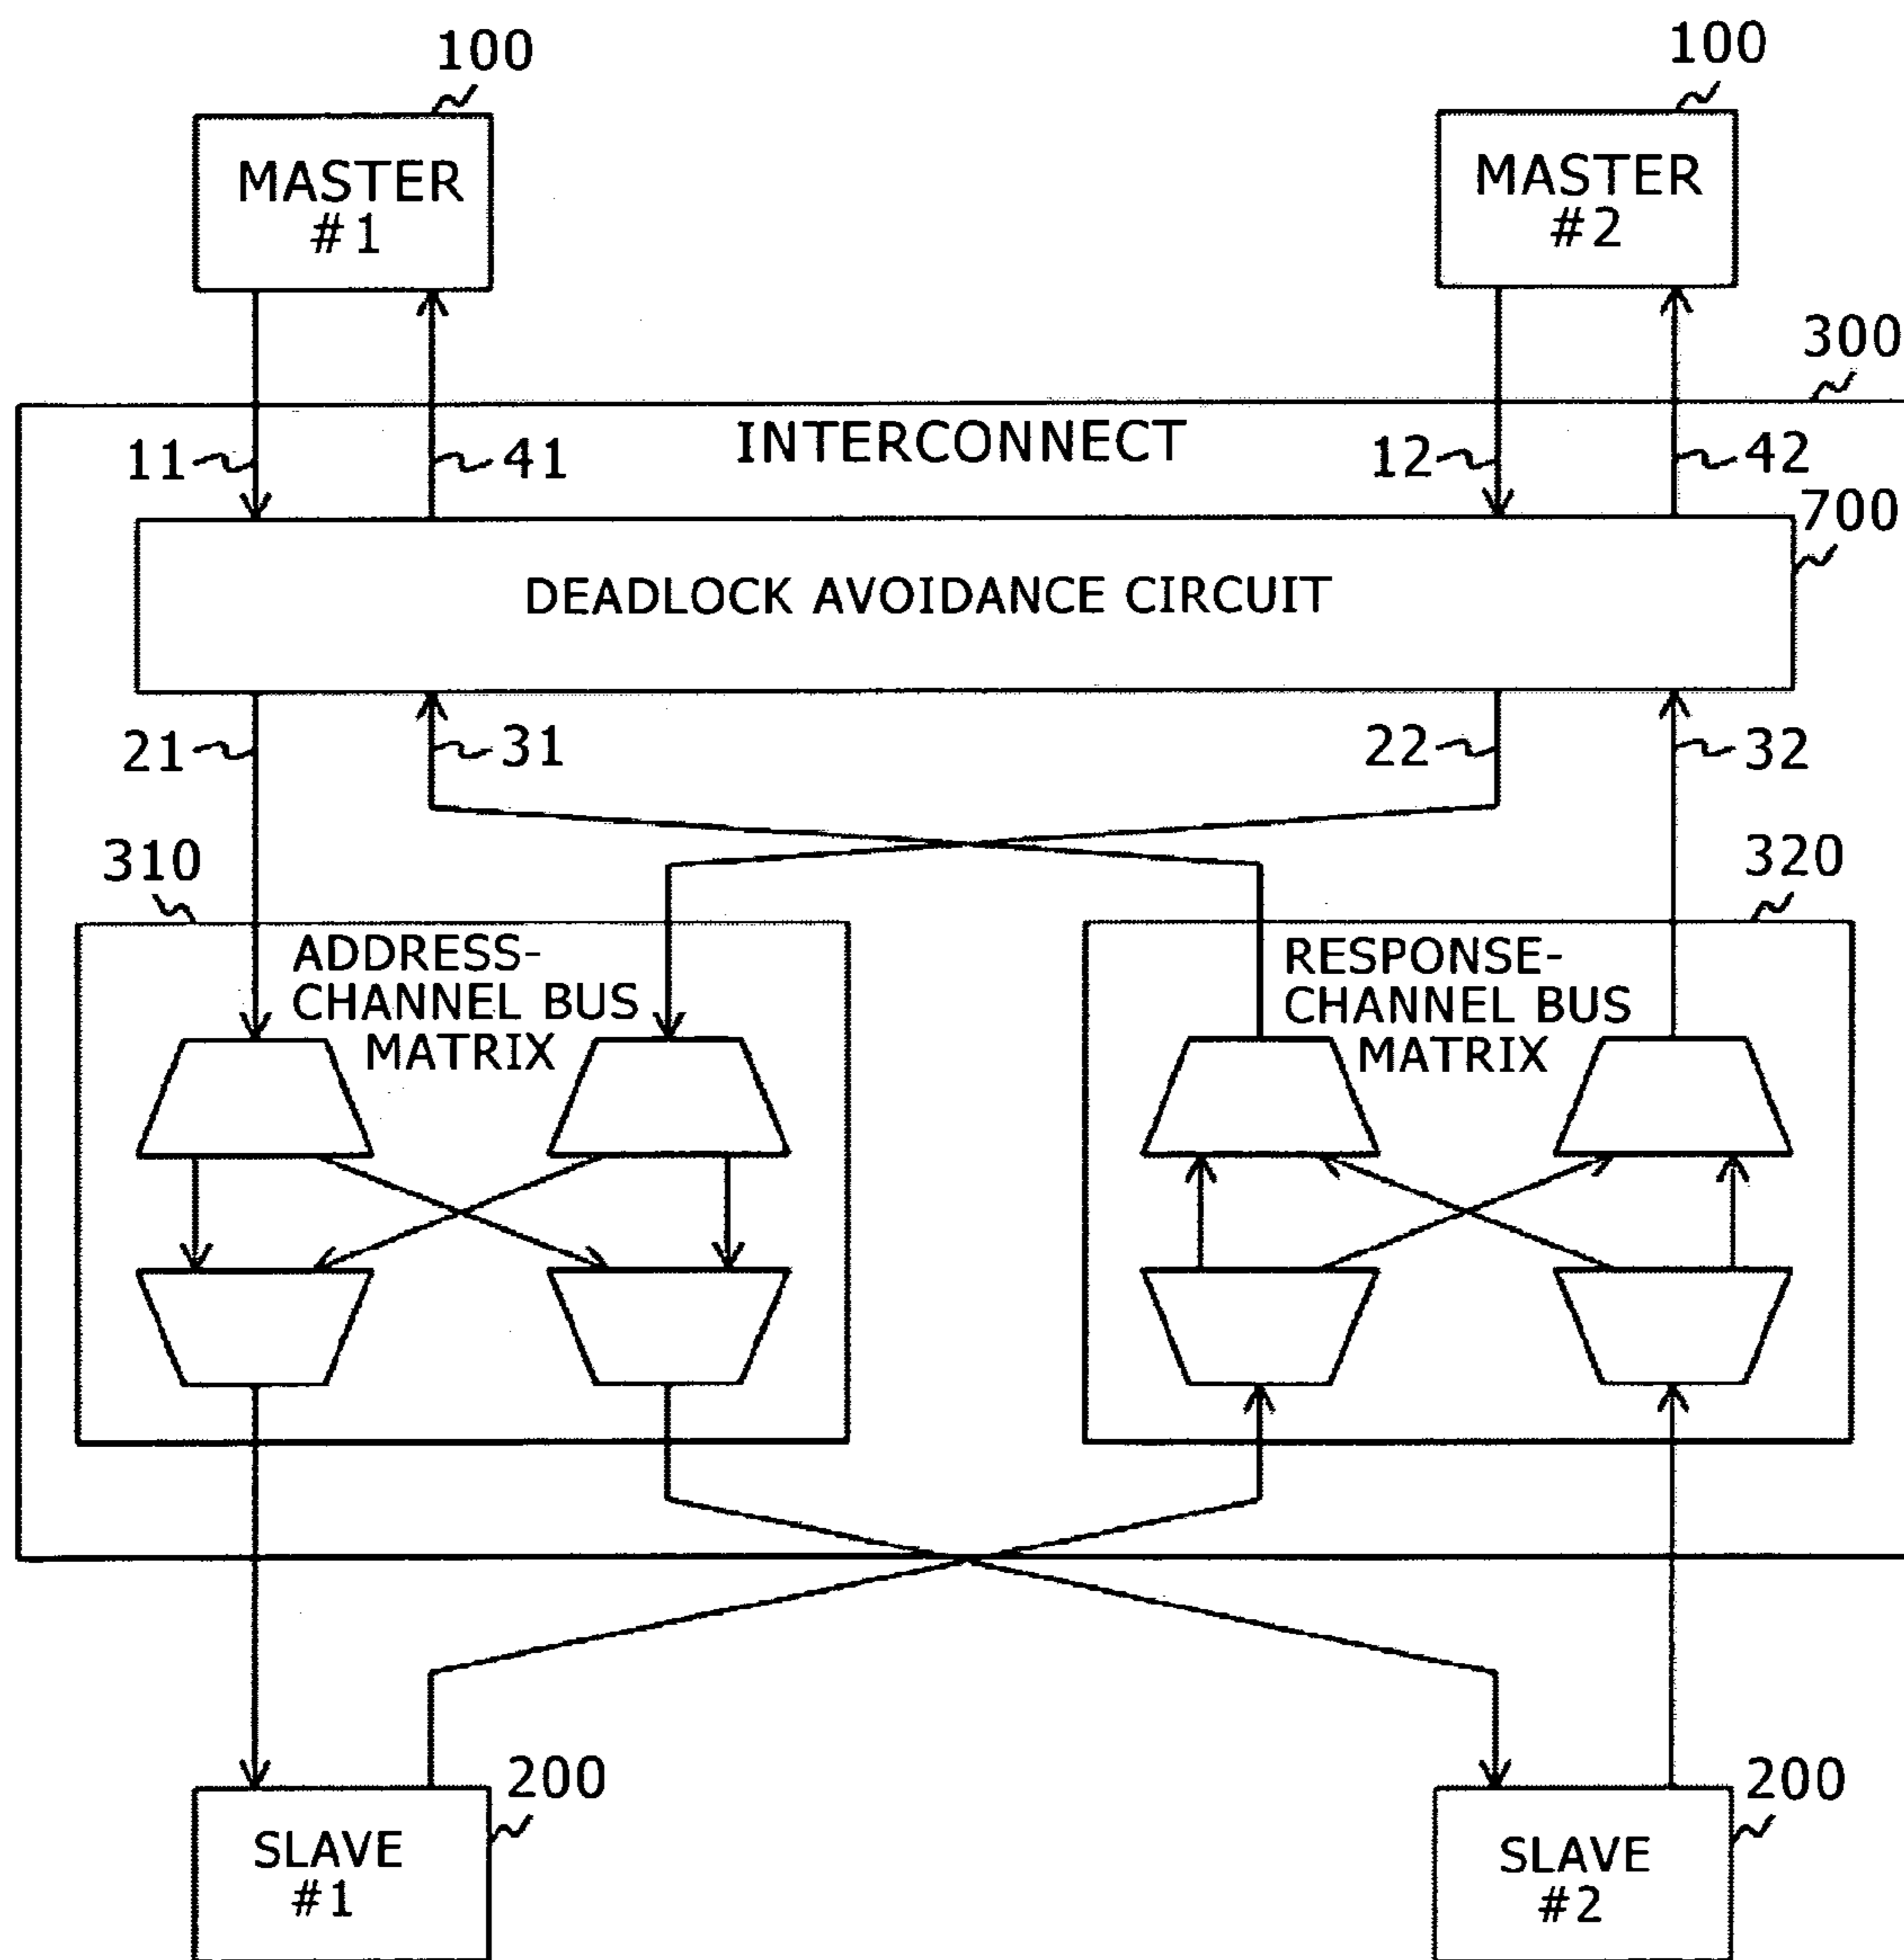 100
100
MASTER
#1
MASTER
#2
300
INTERCONNECT
11
41
12
42
700
DEADLOCK AVOIDANCE CIRCUIT
21
31
22
32
310
320
ADDRESS-
CHANNEL BUS
MATRIX
RESPONSE-
CHANNEL BUS
MATRIX
200
200
SLAVE
#1
SLAVE
#2